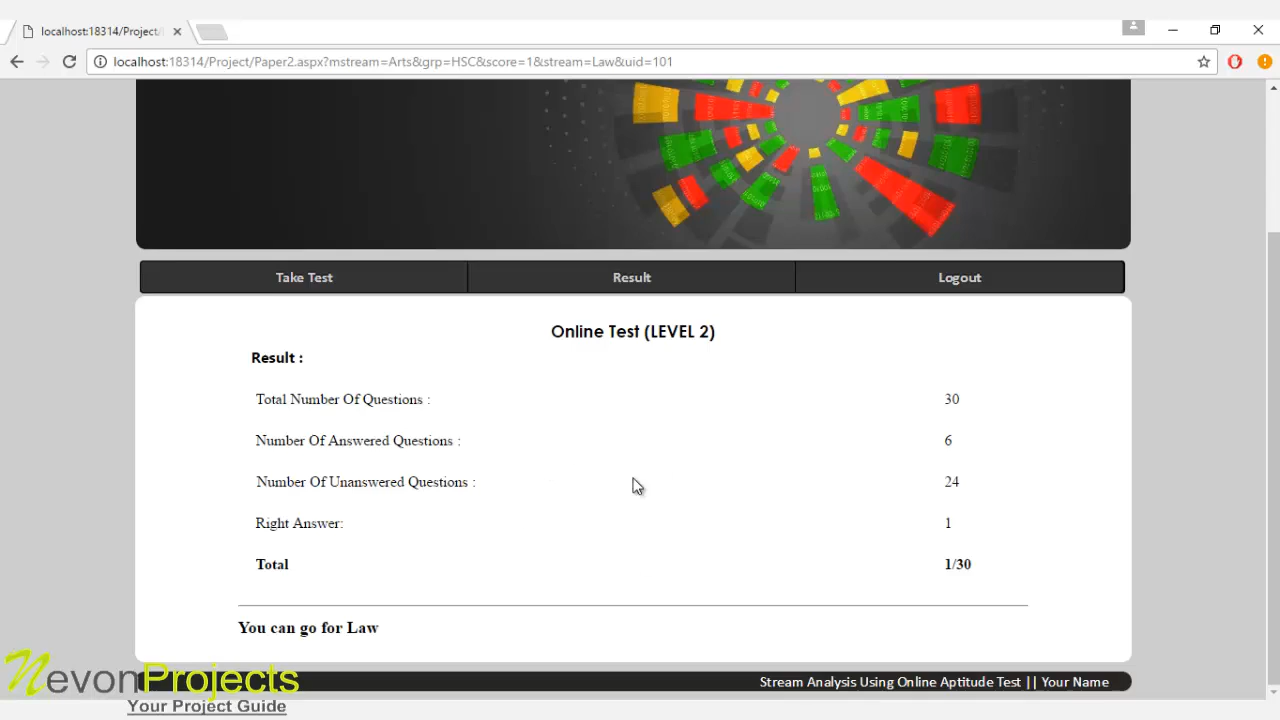 localhost:18314/Project/
localhost:18314/Project/Paper2.aspx?mstream=Arts&grp=HSC&score=1&stream=Law&uid=101
Take Test
Result
Logout
Online Test (LEVEL 2)
Result :
Total Number Of Questions : 30
Number Of Answered Questions : 6
Number Of Unanswered Questions : 24
Right Answer: 1
Total 1/30
You can go for Law
NevonProjects
Your Project Guide
Stream Analysis Using Online Aptitude Test || Your Name